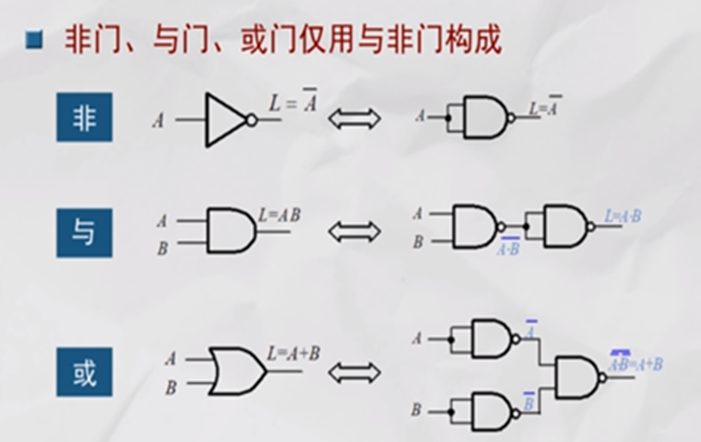 非门、与门、或门仅用与非门构成
非
A
L = A̅
A
L=A̅
与
A
B
L=AB
A
B
A̅·̅B̅
L=A·B
或
A
B
L=A+B
A
A̅
B
B̅
A̅·B̅=A+B